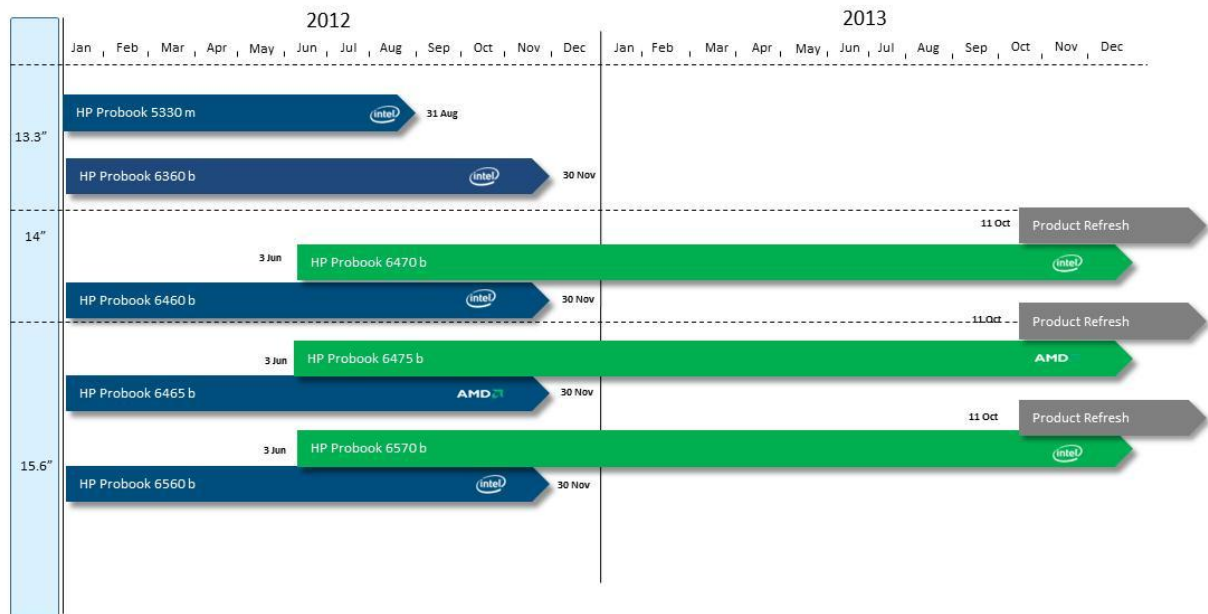 2012 2013
Jan Feb Mar Apr May Jun Jul Aug Sep Oct Nov Dec Jan Feb Mar Apr May Jun Jul Aug Sep Oct Nov Dec
HP Probook 5330 m intel 31 Aug
13.3”
HP Probook 6360 b intel 30 Nov
11 Oct Product Refresh
14”
3 Jun HP Probook 6470 b intel
HP Probook 6460 b intel 30 Nov
11 Oct Product Refresh
3 Jun HP Probook 6475 b AMD
HP Probook 6465 b AMD 30 Nov
11 Oct Product Refresh
3 Jun HP Probook 6570 b intel
15.6”
HP Probook 6560 b intel 30 Nov